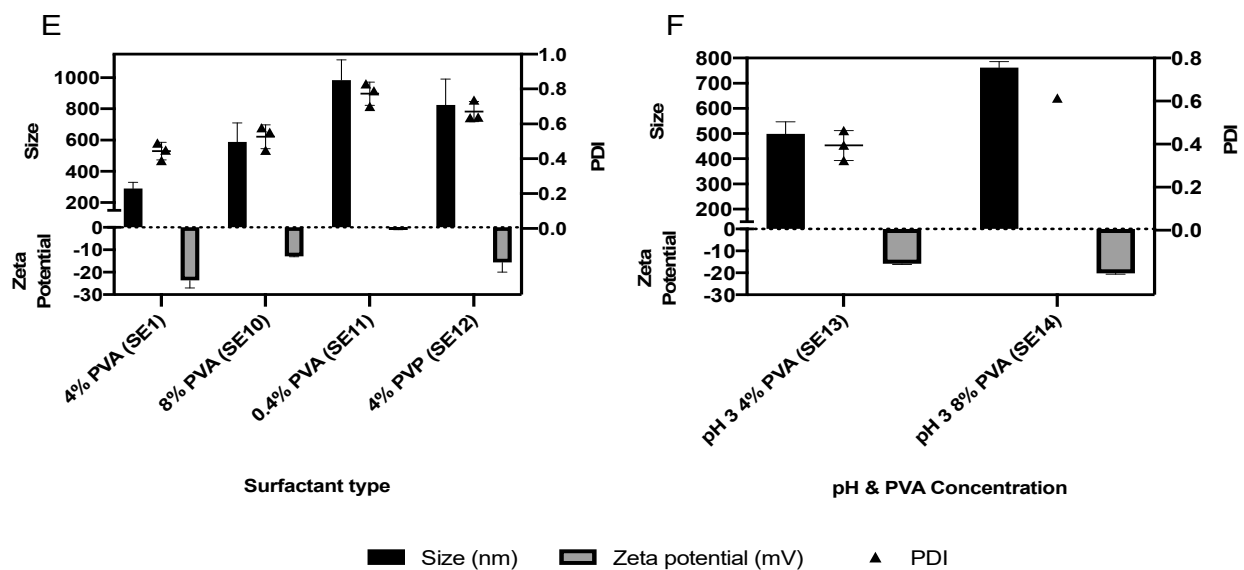 E
Size
1000
800
600
400
200
Zeta
Potential
0
-10
-20
-30
PDI
1.0
0.8
0.6
0.4
0.2
0.0
4% PVA (SE1)
8% PVA (SE10)
0.4% PVA (SE11)
4% PVP (SE12)
Surfactant type
F
Size
800
700
600
500
400
300
200
Zeta
Potential
0
-10
-20
-30
PDI
0.8
0.6
0.4
0.2
0.0
pH 3 4% PVA (SE13)
pH 3 8% PVA (SE14)
pH & PVA Concentration
Size (nm)
Zeta potential (mV)
PDI